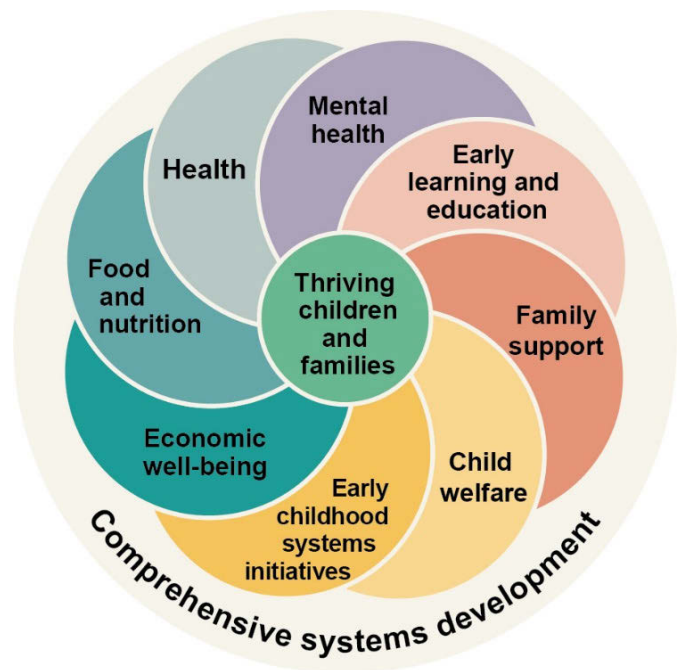 Mental
health
Early
learning and
education
Family
support
Child
welfare
Early
childhood
systems
initiatives
Economic
well-being
Food
and
nutrition
Health
Thriving
children
and
families
Comprehensive systems development